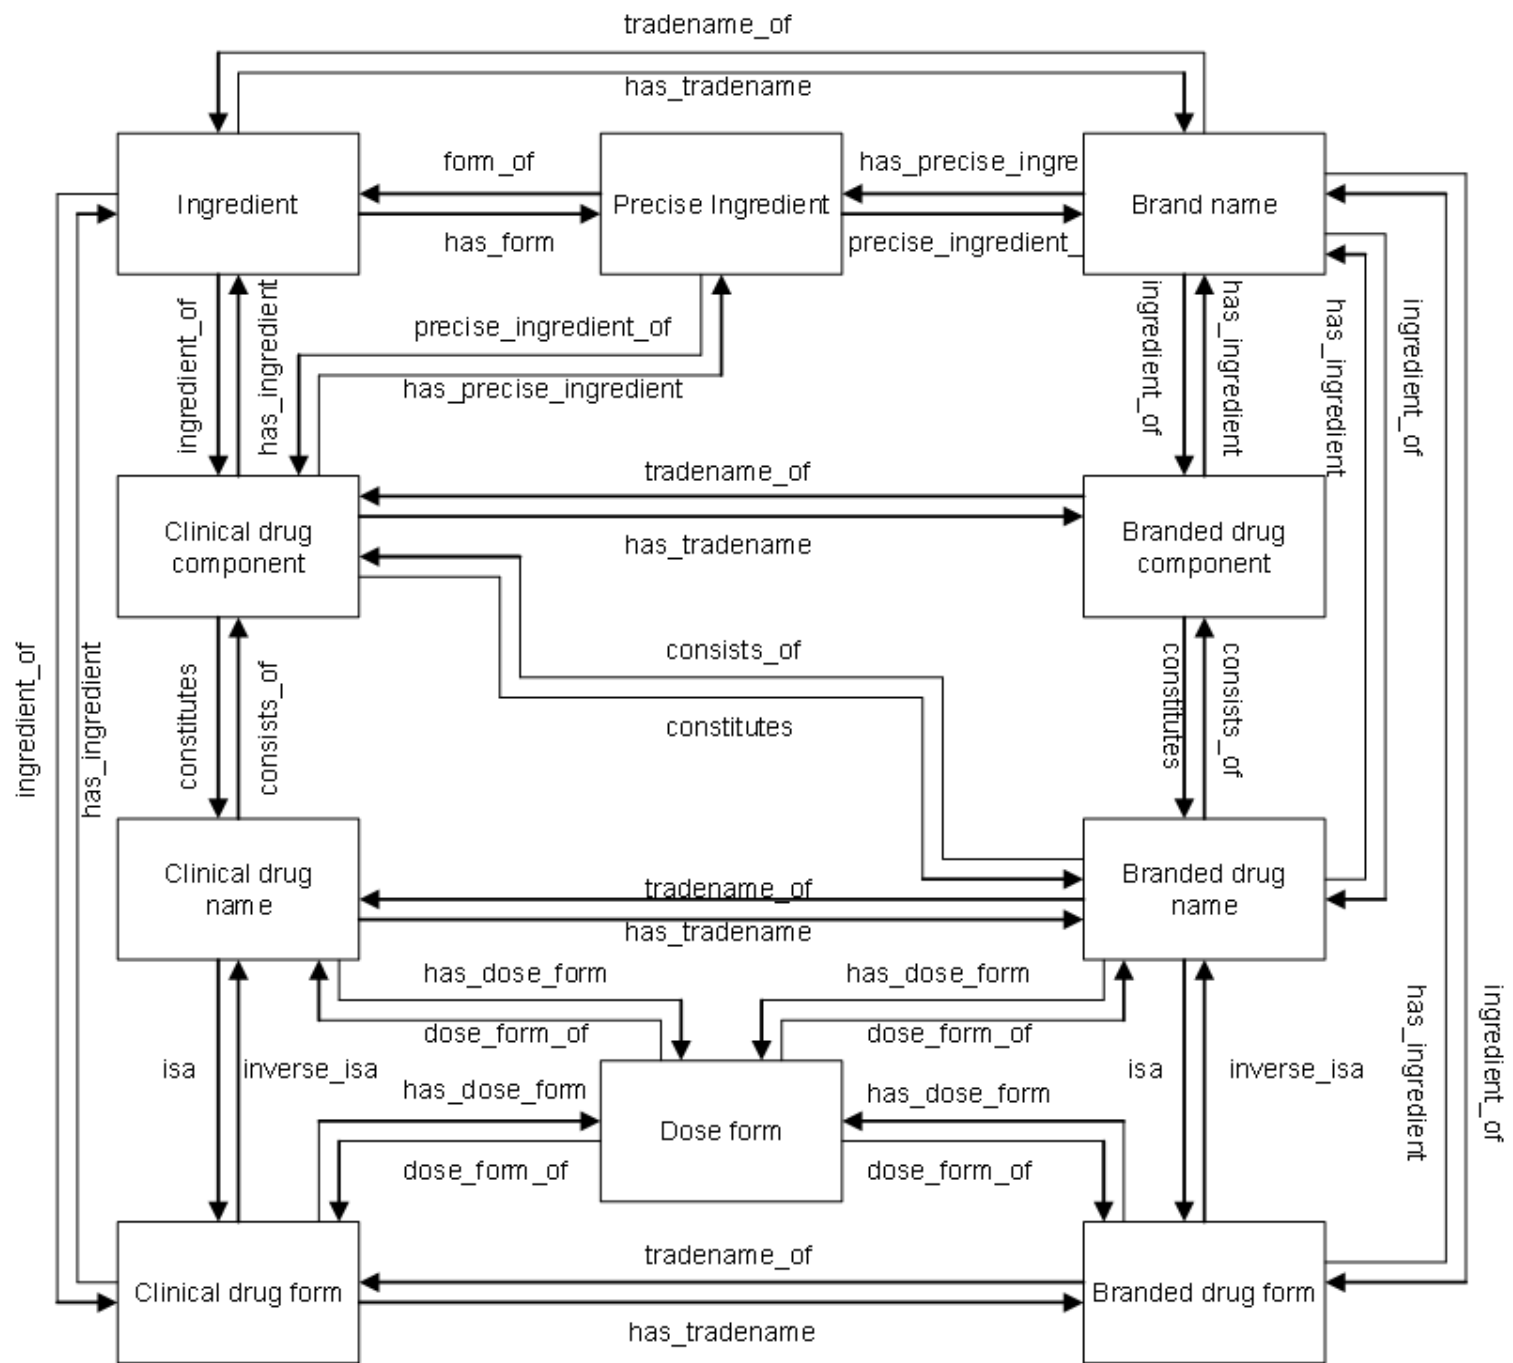 tradename_of
has_tradename
Ingredient
form_of
has_form
Precise Ingredient
has_precise_ingre
precise_ingredient_
Brand name
ingredient_of
has_ingredient
precise_ingredient_of
has_precise_ingredient
ingredient_of
has_ingredient
has_ingredient
ingredient_of
Clinical drug
component
tradename_of
has_tradename
Branded drug
component
ingredient_of
has_ingredient
constitutes
consists_of
consists_of
constitutes
constitutes
consists_of
Clinical drug
name
tradename_of
has_tradename
Branded drug
name
has_dose_form
dose_form_of
has_dose_form
dose_form_of
isa
inverse_isa
has_dose_form
dose_form_of
Dose form
has_dose_form
dose_form_of
isa
inverse_isa
has_ingredient
ingredient_of
Clinical drug form
tradename_of
has_tradename
Branded drug form